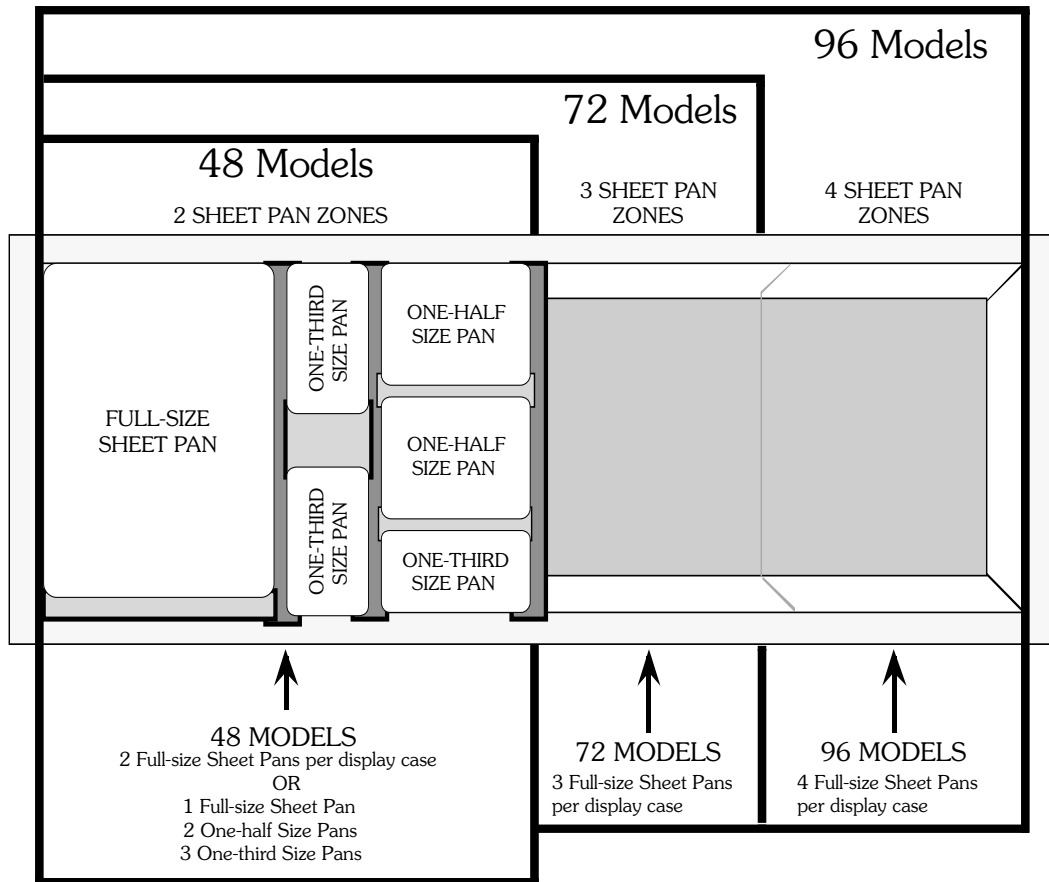 96 Models
72 Models
48 Models
2 SHEET PAN ZONES
3 SHEET PAN
ZONES
4 SHEET PAN
ZONES
FULL-SIZE
SHEET PAN
ONE-THIRD
SIZE PAN
ONE-THIRD
SIZE PAN
ONE-HALF
SIZE PAN
ONE-HALF
SIZE PAN
ONE-THIRD
SIZE PAN
48 MODELS
2 Full-size Sheet Pans per display case
OR
1 Full-size Sheet Pan
2 One-half Size Pans
3 One-third Size Pans
72 MODELS
3 Full-size Sheet Pans
per display case
96 MODELS
4 Full-size Sheet Pans
per display case